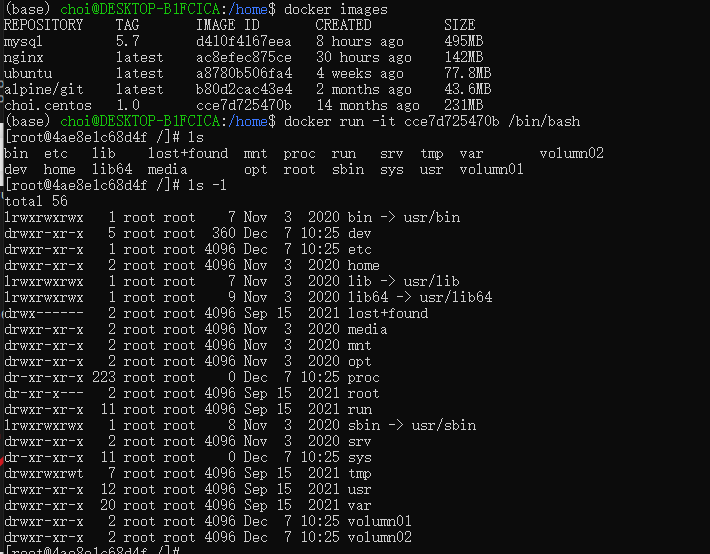 (base) choi@DESKTOP-B1FCICA:/home$ docker images
REPOSITORY    TAG       IMAGE ID       CREATED         SIZE
mysql         5.7       d410f4167eea   8 hours ago     495MB
nginx         latest    ac8efec875ce   30 hours ago    142MB
ubuntu        latest    a8780b506fa4   4 weeks ago     77.8MB
alpine/git    latest    b80d2cac43e4   2 months ago    43.6MB
choi.centos   1.0       cce7d725470b   14 months ago   231MB
(base) choi@DESKTOP-B1FCICA:/home$ docker run -it cce7d725470b /bin/bash
[root@4ae8e1c68d4f /]# ls
bin  etc   lib    lost+found  mnt  proc  run   srv  tmp  var       volumn02
dev  home  lib64  media       opt  root  sbin  sys  usr  volumn01
[root@4ae8e1c68d4f /]# ls -l
total 56
lrwxrwxrwx   1 root root    7 Nov  3  2020 bin -> usr/bin
drwxr-xr-x   5 root root  360 Dec  7 10:25 dev
drwxr-xr-x   1 root root 4096 Dec  7 10:25 etc
drwxr-xr-x   2 root root 4096 Nov  3  2020 home
lrwxrwxrwx   1 root root    7 Nov  3  2020 lib -> usr/lib
lrwxrwxrwx   1 root root    9 Nov  3  2020 lib64 -> usr/lib64
drwx------   2 root root 4096 Sep 15  2021 lost+found
drwxr-xr-x   2 root root 4096 Nov  3  2020 media
drwxr-xr-x   2 root root 4096 Nov  3  2020 mnt
drwxr-xr-x   2 root root 4096 Nov  3  2020 opt
dr-xr-xr-x 223 root root    0 Dec  7 10:25 proc
dr-xr-x---   2 root root 4096 Sep 15  2021 root
drwxr-xr-x  11 root root 4096 Sep 15  2021 run
lrwxrwxrwx   1 root root    8 Nov  3  2020 sbin -> usr/sbin
drwxr-xr-x   2 root root 4096 Nov  3  2020 srv
dr-xr-xr-x  11 root root    0 Dec  7 10:25 sys
drwxrwxrwt   7 root root 4096 Sep 15  2021 tmp
drwxr-xr-x  12 root root 4096 Sep 15  2021 usr
drwxr-xr-x  20 root root 4096 Sep 15  2021 var
drwxr-xr-x   2 root root 4096 Dec  7 10:25 volumn01
drwxr-xr-x   2 root root 4096 Dec  7 10:25 volumn02
[root@4ae8e1c68d4f /]#